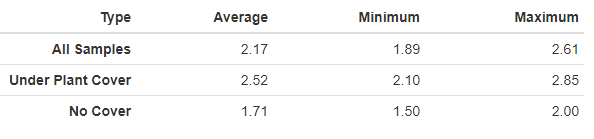 Type Average Minimum Maximum
All Samples 2.17 1.89 2.61
Under Plant Cover 2.52 2.10 2.85
No Cover 1.71 1.50 2.00